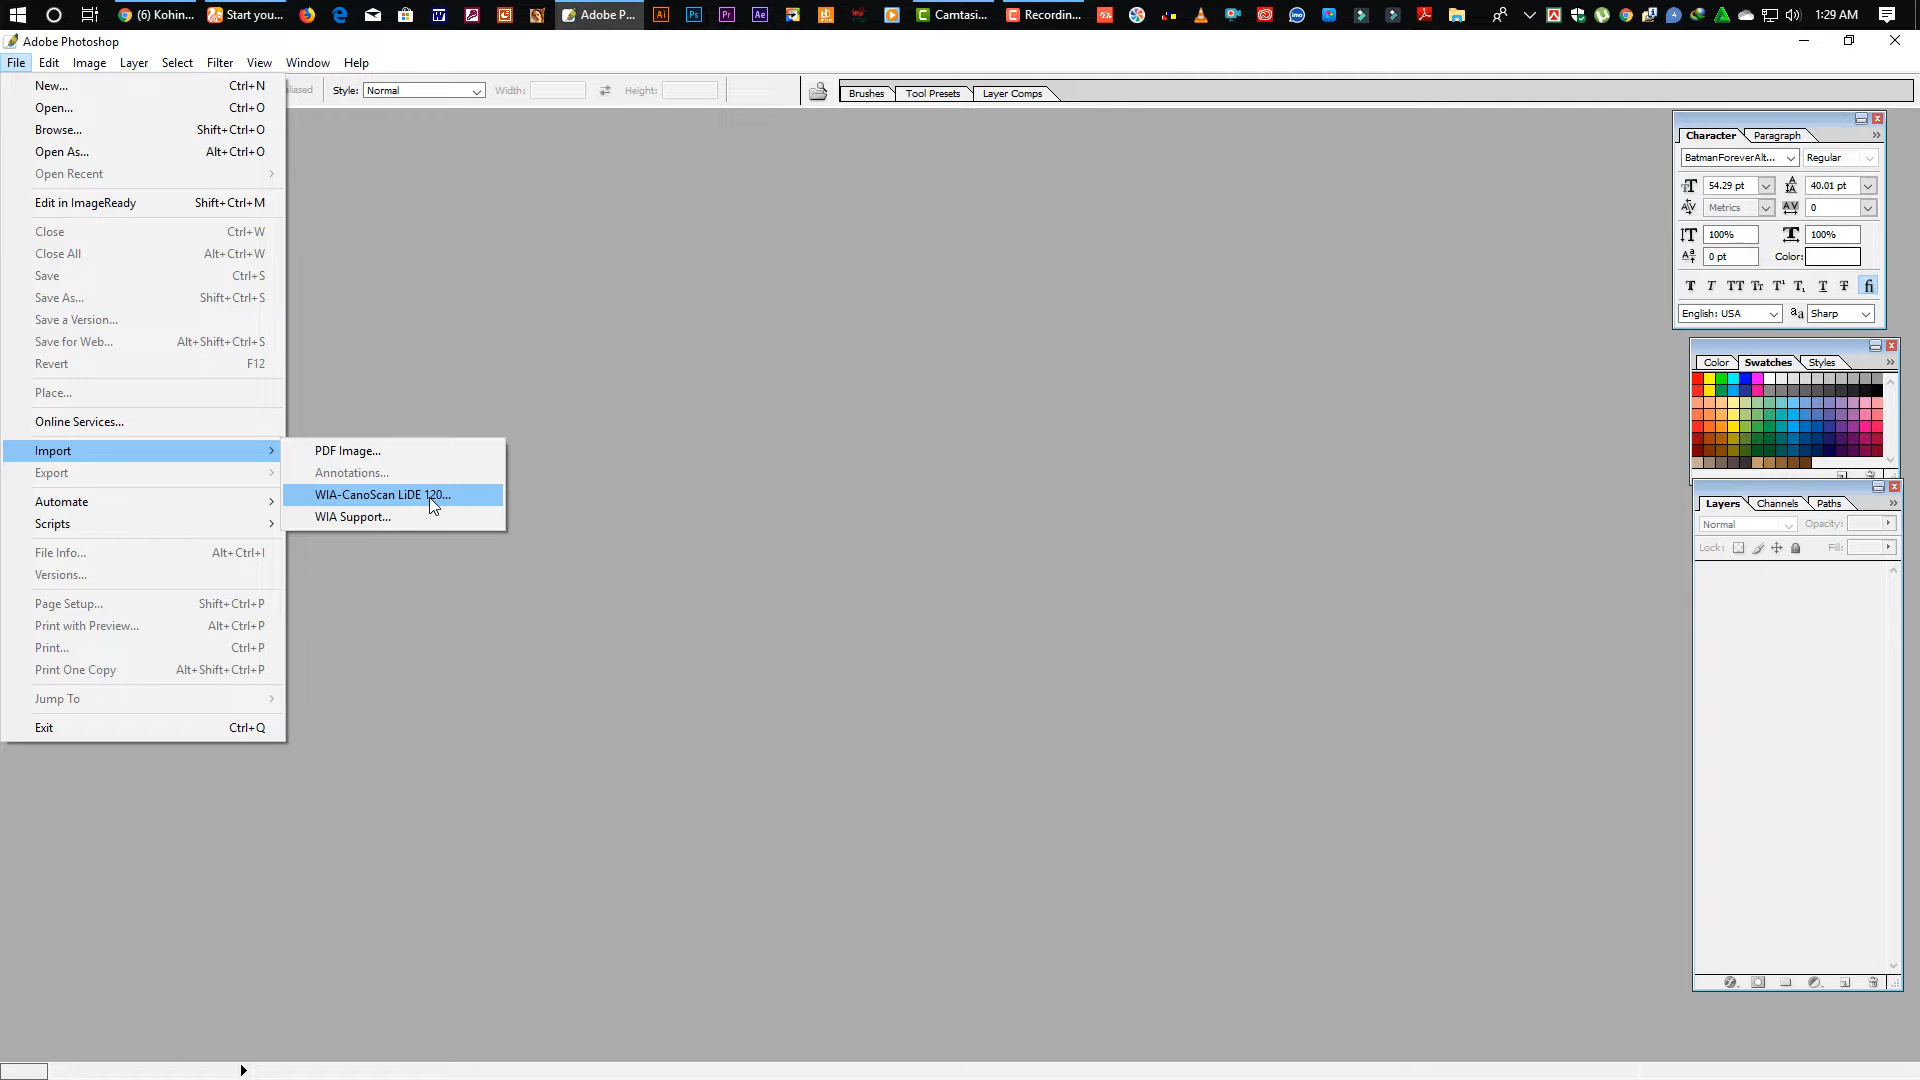 (6) Kohin...
Start you...
Adobe P...
Camtasi...
Recordin...
1:29 AM
Adobe Photoshop
File Edit Image Layer Select Filter View Window Help
Style: Normal Width: Height:
Brushes Tool Presets Layer Comps
New... Ctrl+N
Open... Ctrl+O
Browse... Shift+Ctrl+O
Open As... Alt+Ctrl+O
Open Recent
Edit in ImageReady Shift+Ctrl+M
Close Ctrl+W
Close All Alt+Ctrl+W
Save Ctrl+S
Save As... Shift+Ctrl+S
Save a Version...
Save for Web... Alt+Shift+Ctrl+S
Revert F12
Place...
Online Services...
Import
Export
Automate
Scripts
File Info... Alt+Ctrl+I
Versions...
Page Setup... Shift+Ctrl+P
Print with Preview... Alt+Ctrl+P
Print... Ctrl+P
Print One Copy Alt+Shift+Ctrl+P
Jump To
Exit Ctrl+Q
PDF Image...
Annotations...
WIA-CanoScan LiDE 120...
WIA Support...
Character Paragraph
BatmanForeverAlt... Regular
54.29 pt 40.01 pt
Metrics 0
100% 100%
0 pt Color:
English: USA Sharp
Color Swatches Styles
Layers Channels Paths
Normal Opacity:
Lock: Fill: